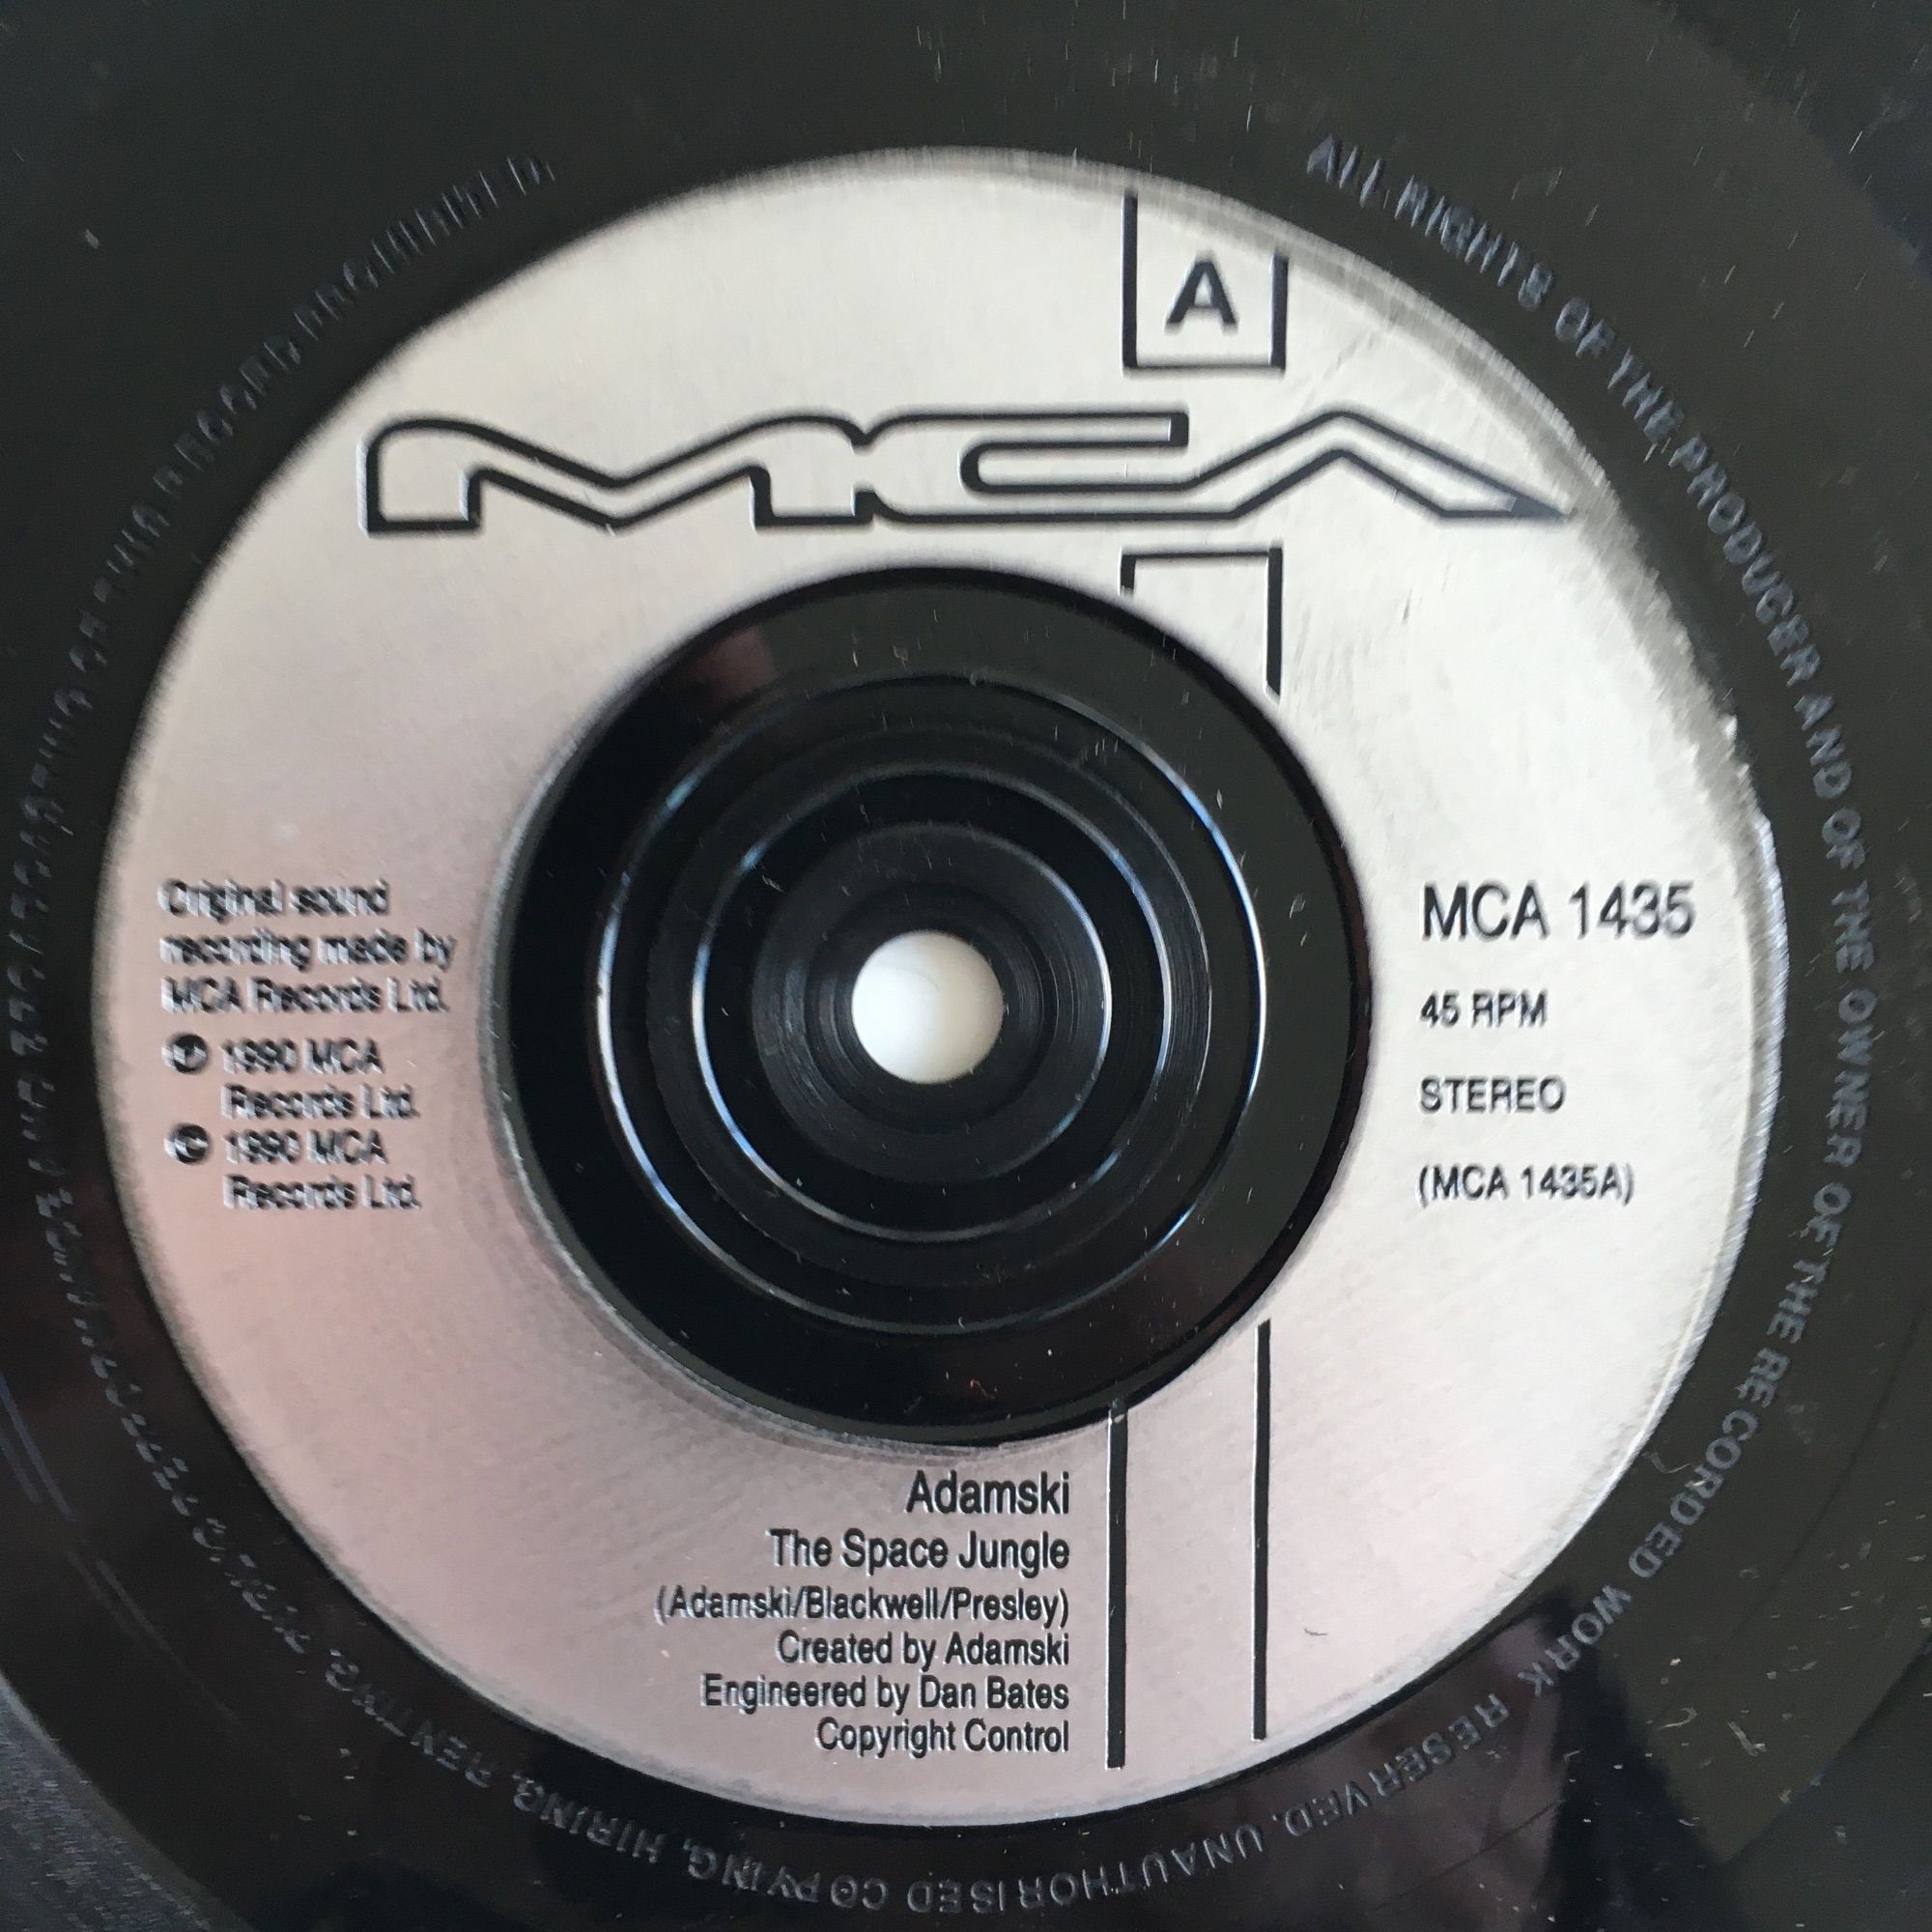 A
MCA
Original sound
recording made by
MCA Records Ltd.
℗ 1990 MCA
Records Ltd.
© 1990 MCA
Records Ltd.
MCA 1435
45 RPM
STEREO
(MCA 1435A)
Adamski
The Space Jungle
(Adamski/Blackwell/Presley)
Created by Adamski
Engineered by Dan Bates
Copyright Control
ALL RIGHTS OF THE PRODUCER AND OF THE OWNER OF THE RECORDED WORK RESERVED. UNAUTHORISED COPYING, HIRING, RENTING,